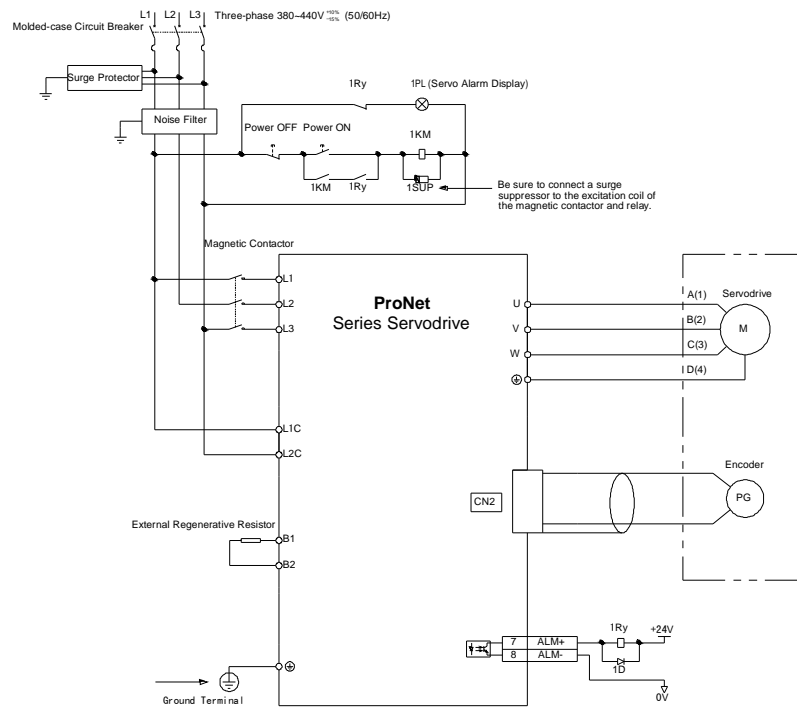 L1 L2 L3 Three-phase 380~440V +10% -15% (50/60Hz)
Molded-case Circuit Breaker
Surge Protector
Noise Filter
1Ry
1PL (Servo Alarm Display)
Power OFF Power ON
1KM
1KM
1Ry
1SUP
Be sure to connect a surge
suppressor to the excitation coil of
the magnetic contactor and relay.
Magnetic Contactor
L1
L2
L3
ProNet
Series Servodrive
U
V
W
A(1)
B(2)
C(3)
D(4)
Servodrive
M
L1C
L2C
CN2
Encoder
PG
External Regenerative Resistor
B1
B2
7 ALM+
8 ALM-
1Ry
+24V
1D
0V
Ground Terminal